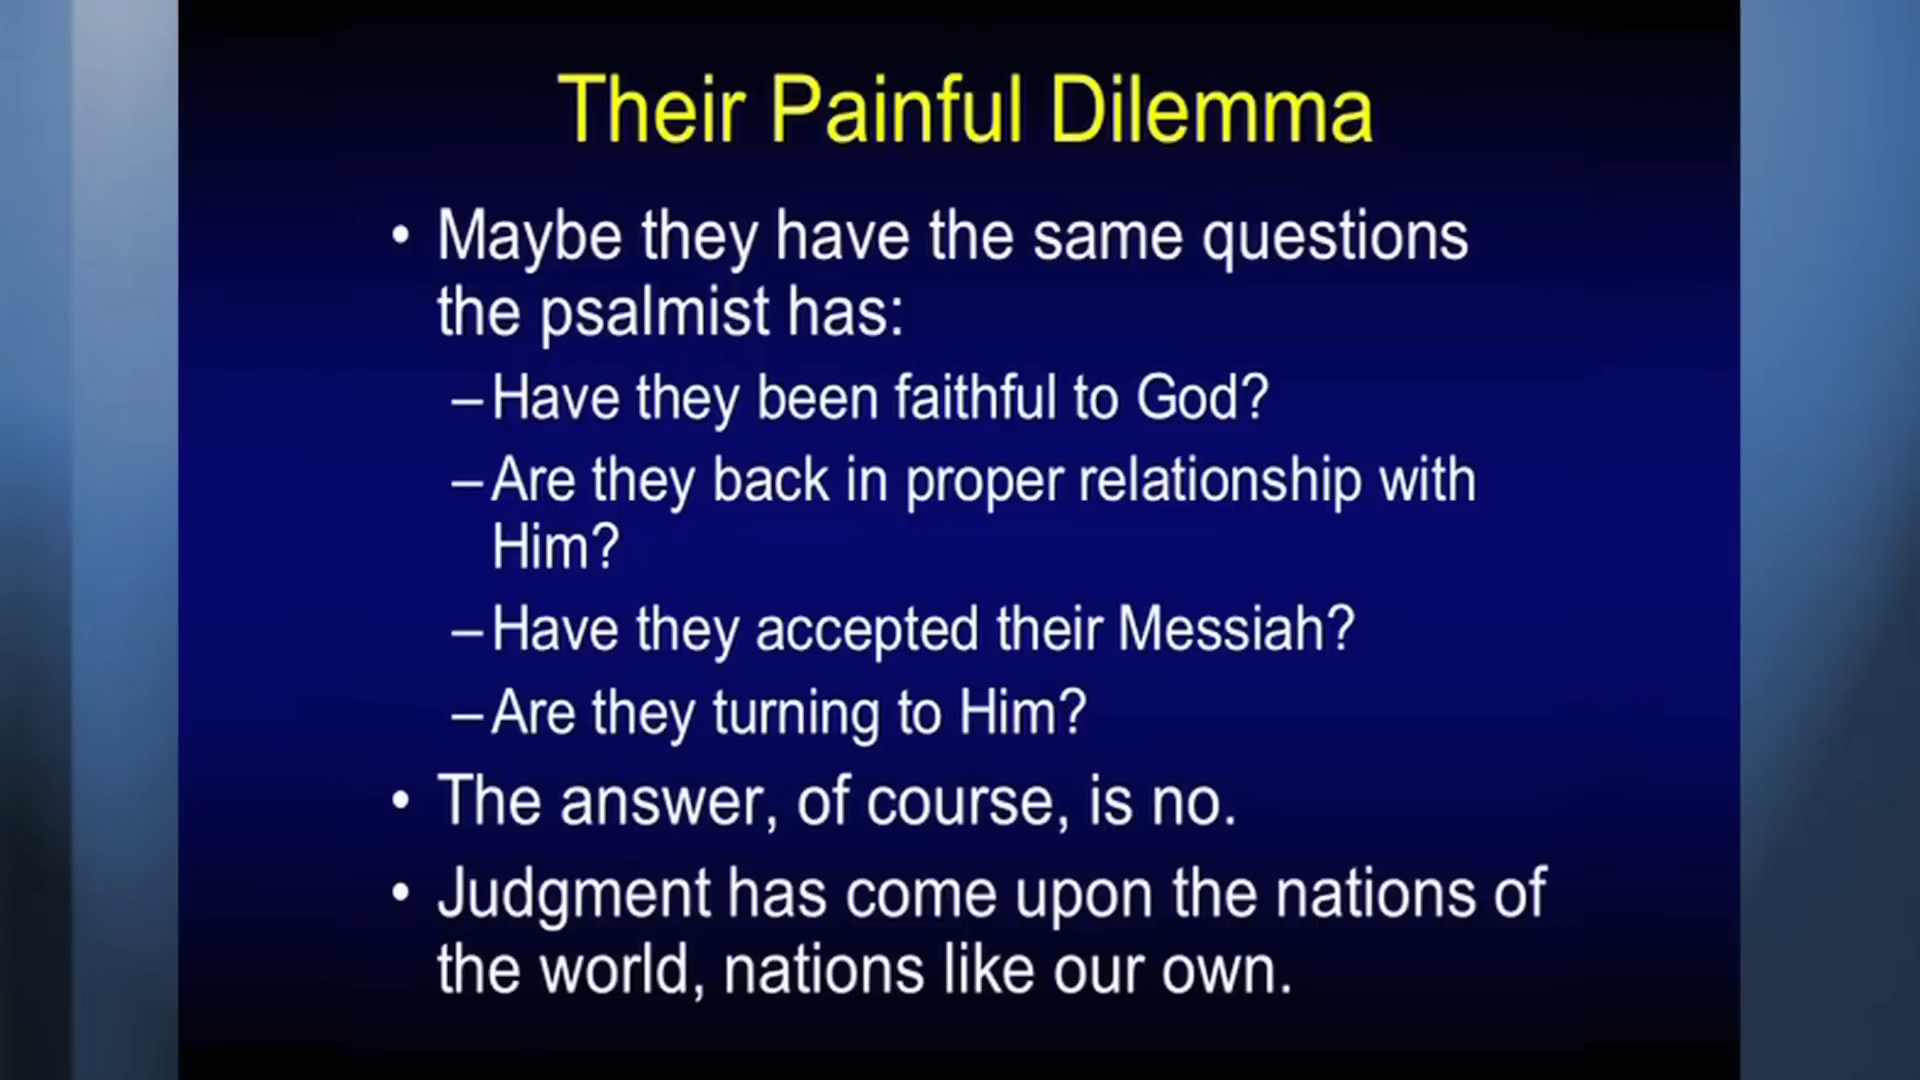 Their Painful Dilemma
• Maybe they have the same questions
the psalmist has:
–Have they been faithful to God?
–Are they back in proper relationship with
Him?
–Have they accepted their Messiah?
–Are they turning to Him?
• The answer, of course, is no.
• Judgment has come upon the nations of
the world, nations like our own.